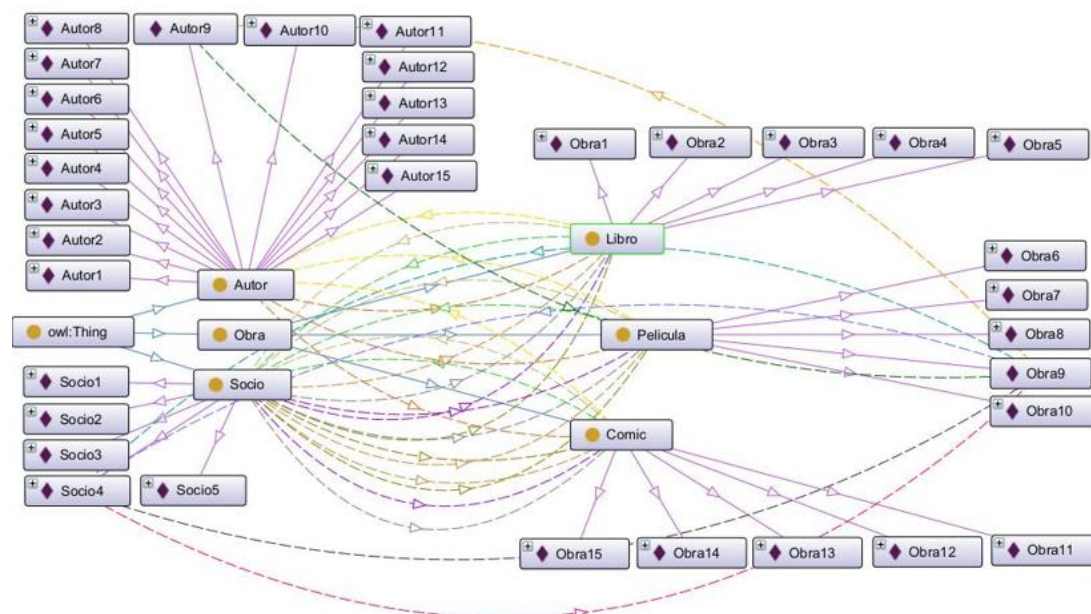 Autor8
Autor9
Autor10
Autor11
Autor7
Autor12
Autor6
Autor13
Autor5
Autor14
Autor4
Autor15
Autor3
Autor2
Autor1
Obra1
Obra2
Obra3
Obra4
Obra5
Libro
Autor
Obra6
Obra7
owl:Thing
Obra
Pelicula
Obra8
Socio
Obra9
Socio1
Obra10
Socio2
Comic
Socio3
Socio4
Socio5
Obra15
Obra14
Obra13
Obra12
Obra11